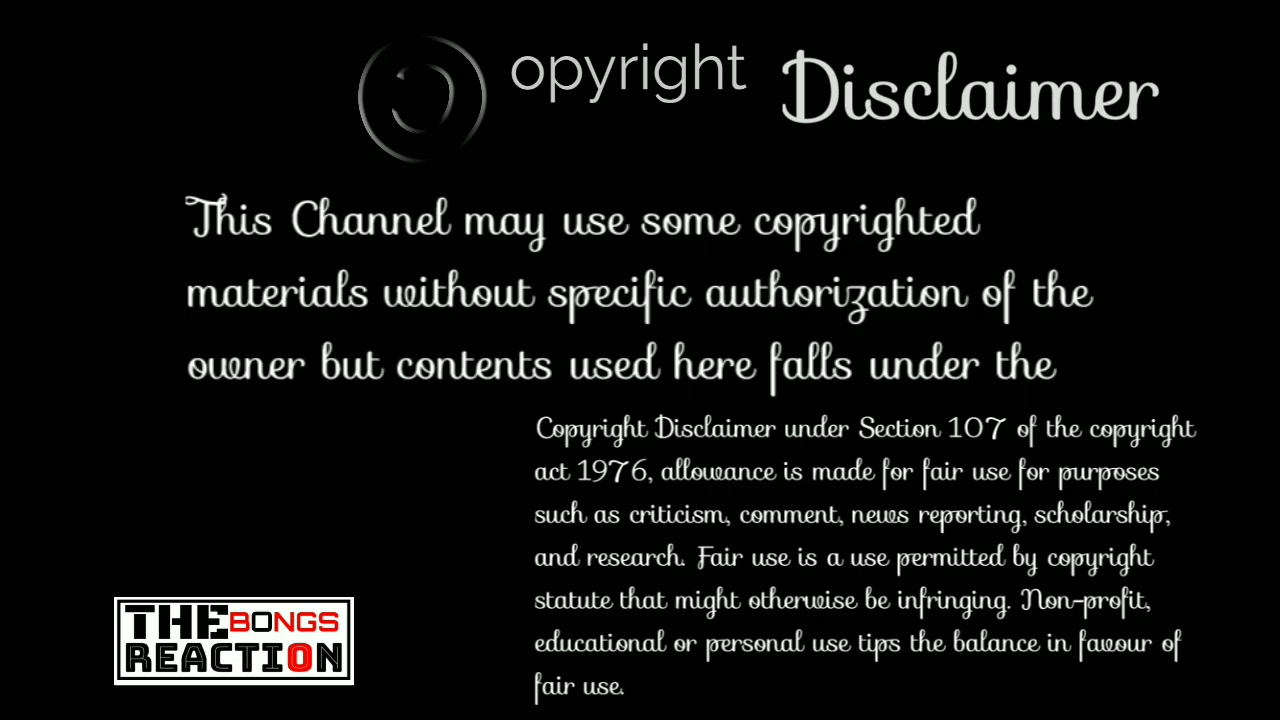 opyright Disclaimer
This Channel may use some copyrighted
materials without specific authorization of the
owner but contents used here falls under the
Copyright Disclaimer under Section 107 of the copyright
act 1976, allowance is made for fair use for purposes
such as criticism, comment, news reporting, scholarship,
and research. Fair use is a use permitted by copyright
statute that might otherwise be infringing. Non-profit,
educational or personal use tips the balance in favour of
fair use.
THE BONGS
REACTION